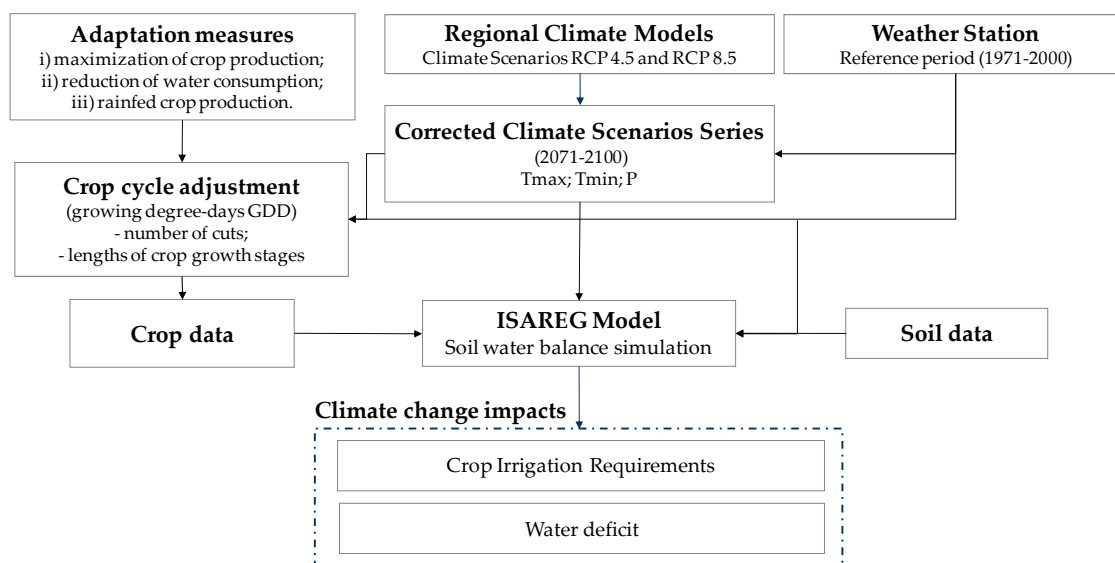 Adaptation measures
i) maximization of crop production;
ii) reduction of water consumption;
iii) rainfed crop production.
Regional Climate Models
Climate Scenarios RCP 4.5 and RCP 8.5
Weather Station
Reference period (1971-2000)
Corrected Climate Scenarios Series
(2071-2100)
Tmax; Tmin; P
Crop cycle adjustment
(growing degree-days GDD)
- number of cuts;
- lengths of crop growth stages
Crop data
ISAREG Model
Soil water balance simulation
Soil data
Climate change impacts
Crop Irrigation Requirements
Water deficit